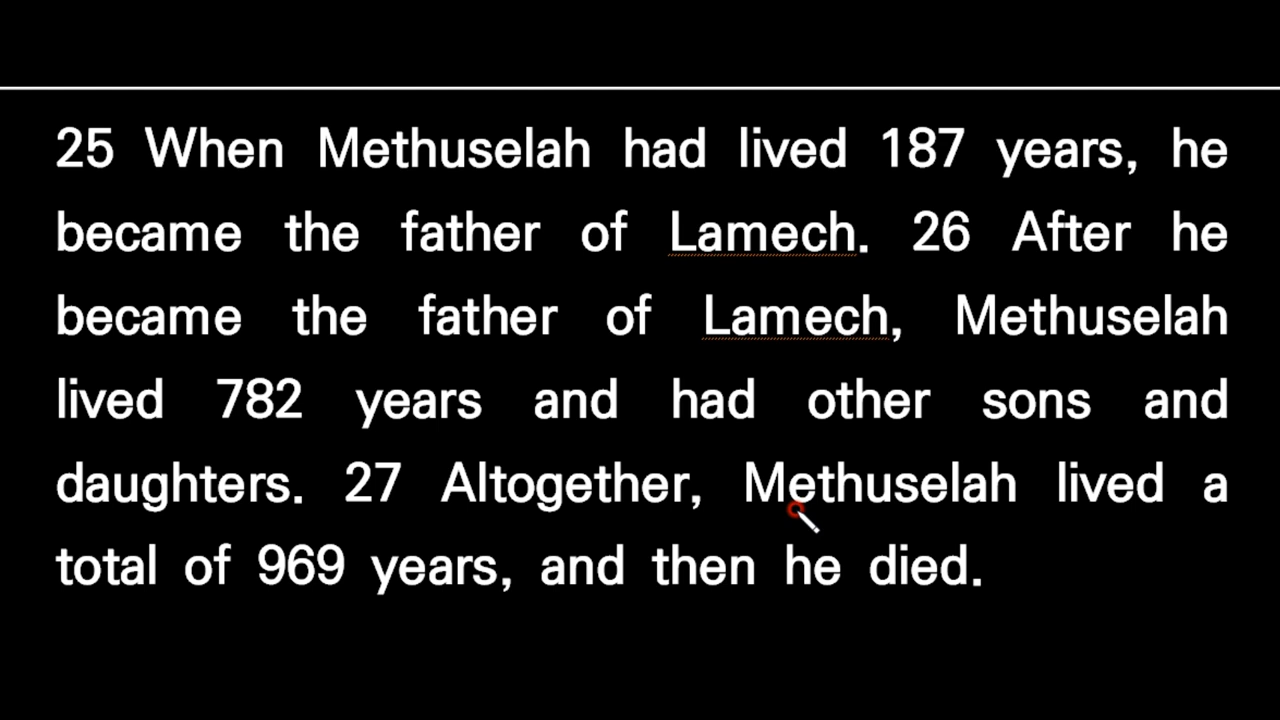 25 When Methuselah had lived 187 years, he
became the father of Lamech. 26 After he
became the father of Lamech, Methuselah
lived 782 years and had other sons and
daughters. 27 Altogether, Methuselah lived a
total of 969 years, and then he died.